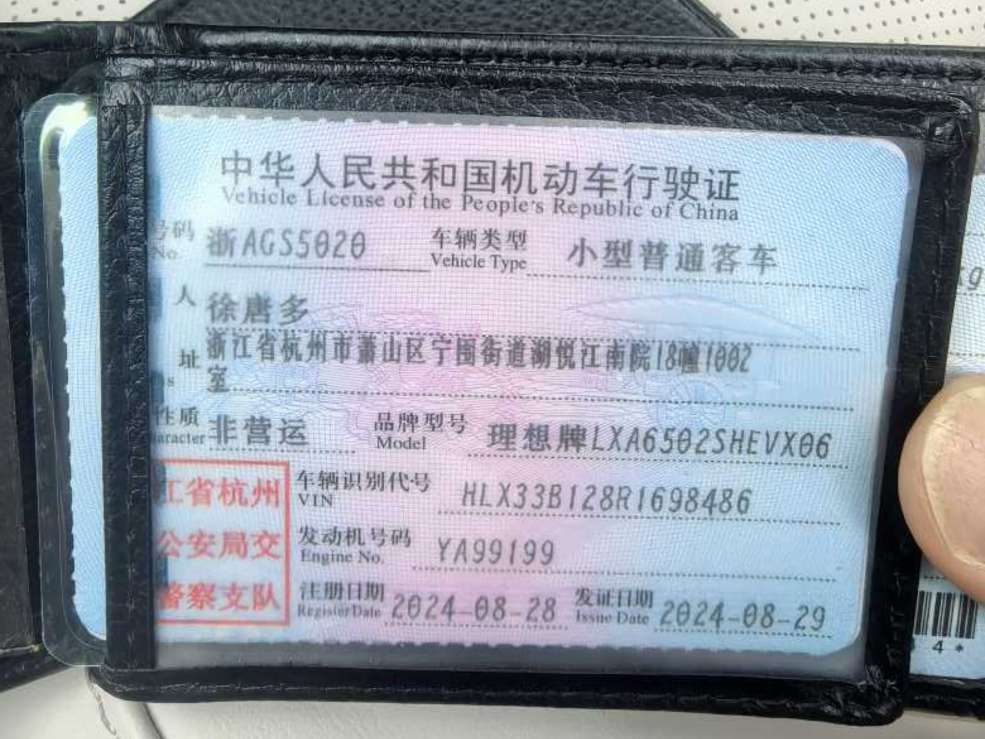 中华人民共和国机动车行驶证
Vehicle License of the People's Republic of China
号码 浙AGS5020 车辆类型 小型普通客车
No. Vehicle Type
人 徐唐多
址 浙江省杭州市萧山区宁围街道湖悦江南院18幢1002
室
性质 非营运 品牌型号 理想牌LXA6502SHEVX06
aracter Model
江省杭州 车辆识别代号 HLX33B128R1698486
VIN
公安局交 发动机号码 YA99199
Engine No.
警察支队 注册日期 2024-08-28 发证日期 2024-08-29
Register Date Issue Date
4*